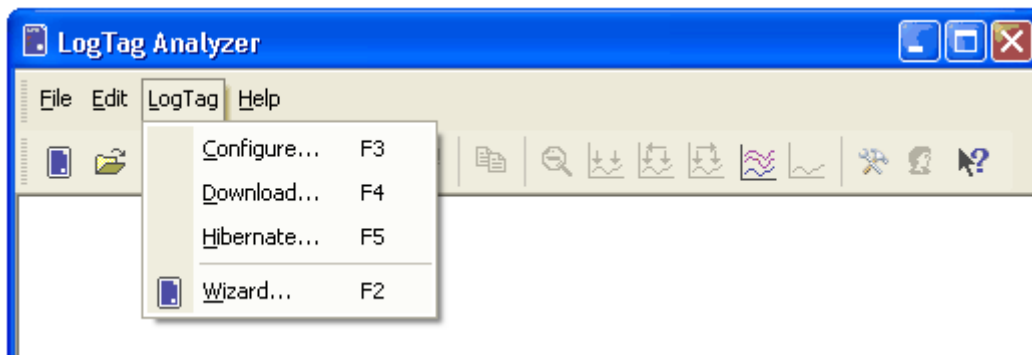 LogTag Analyzer
File Edit LogTag Help
Configure... F3
Download... F4
Hibernate... F5
Wizard... F2